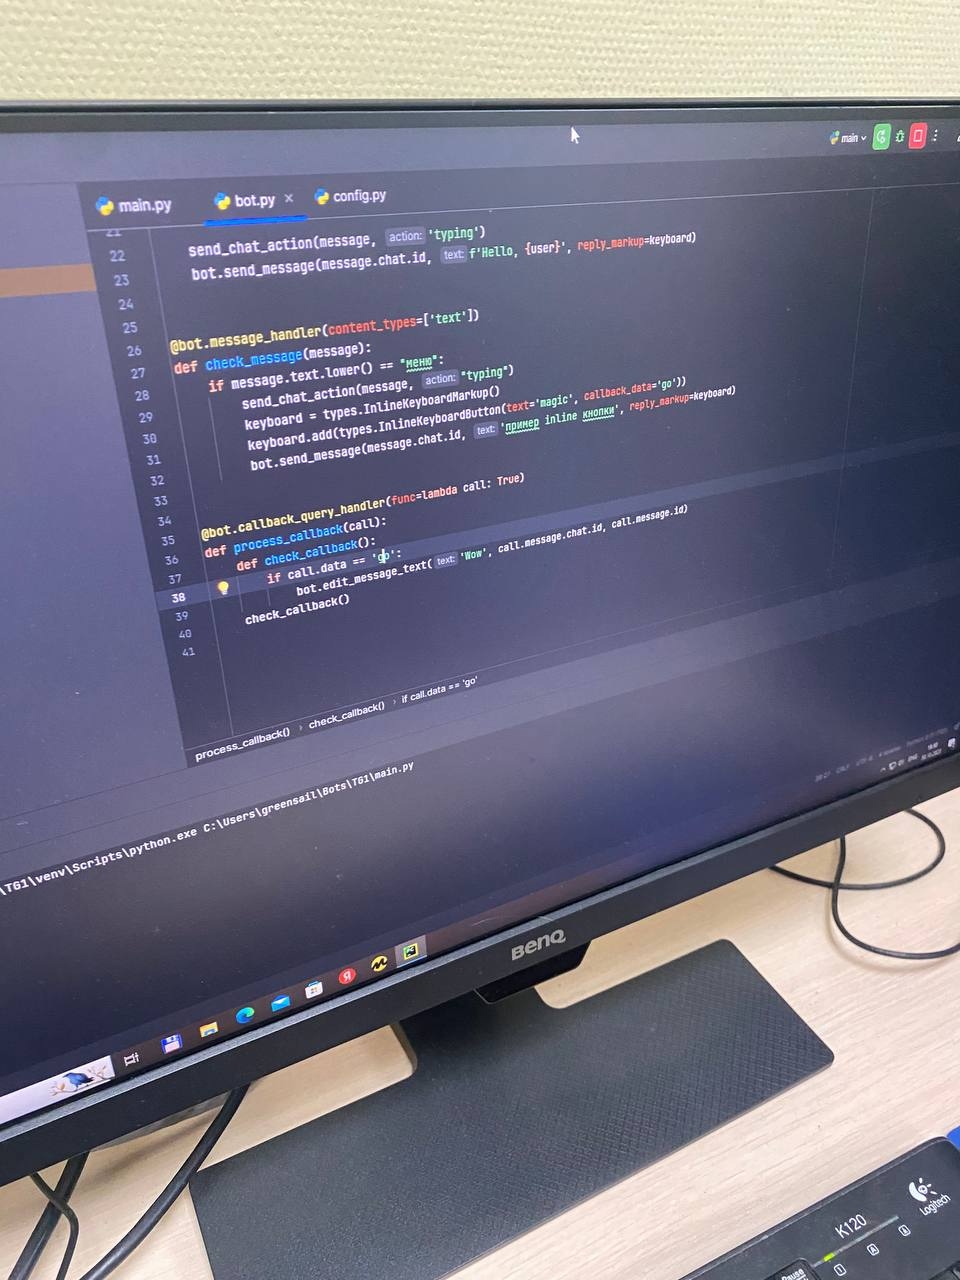 main
main.py
bot.py
config.py
21
22 send_chat_action(message, action: 'typing')
23 bot.send_message(message.chat.id, text: f'Hello, {user}', reply_markup=keyboard)
24
25
26 @bot.message_handler(content_types=['text'])
27 def check_message(message):
28 if message.text.lower() == "меню":
29 send_chat_action(message, action: "typing")
30 keyboard = types.InlineKeyboardMarkup()
31 keyboard.add(types.InlineKeyboardButton(text='magic', callback_data='go'))
32 bot.send_message(message.chat.id, text: 'пример inline кнопки', reply_markup=keyboard)
33
34
35 @bot.callback_query_handler(func=lambda call: True)
36 def process_callback(call):
37 def check_callback():
38 if call.data == 'go':
39 bot.edit_message_text( text: 'Wow', call.message.chat.id, call.message.id)
40 check_callback()
41
process_callback() › check_callback() › if call.data == 'go'
\TG1\venv\Scripts\python.exe C:\Users\greensail\Bots\TG1\main.py
BenQ
Logitech
K120
Pause